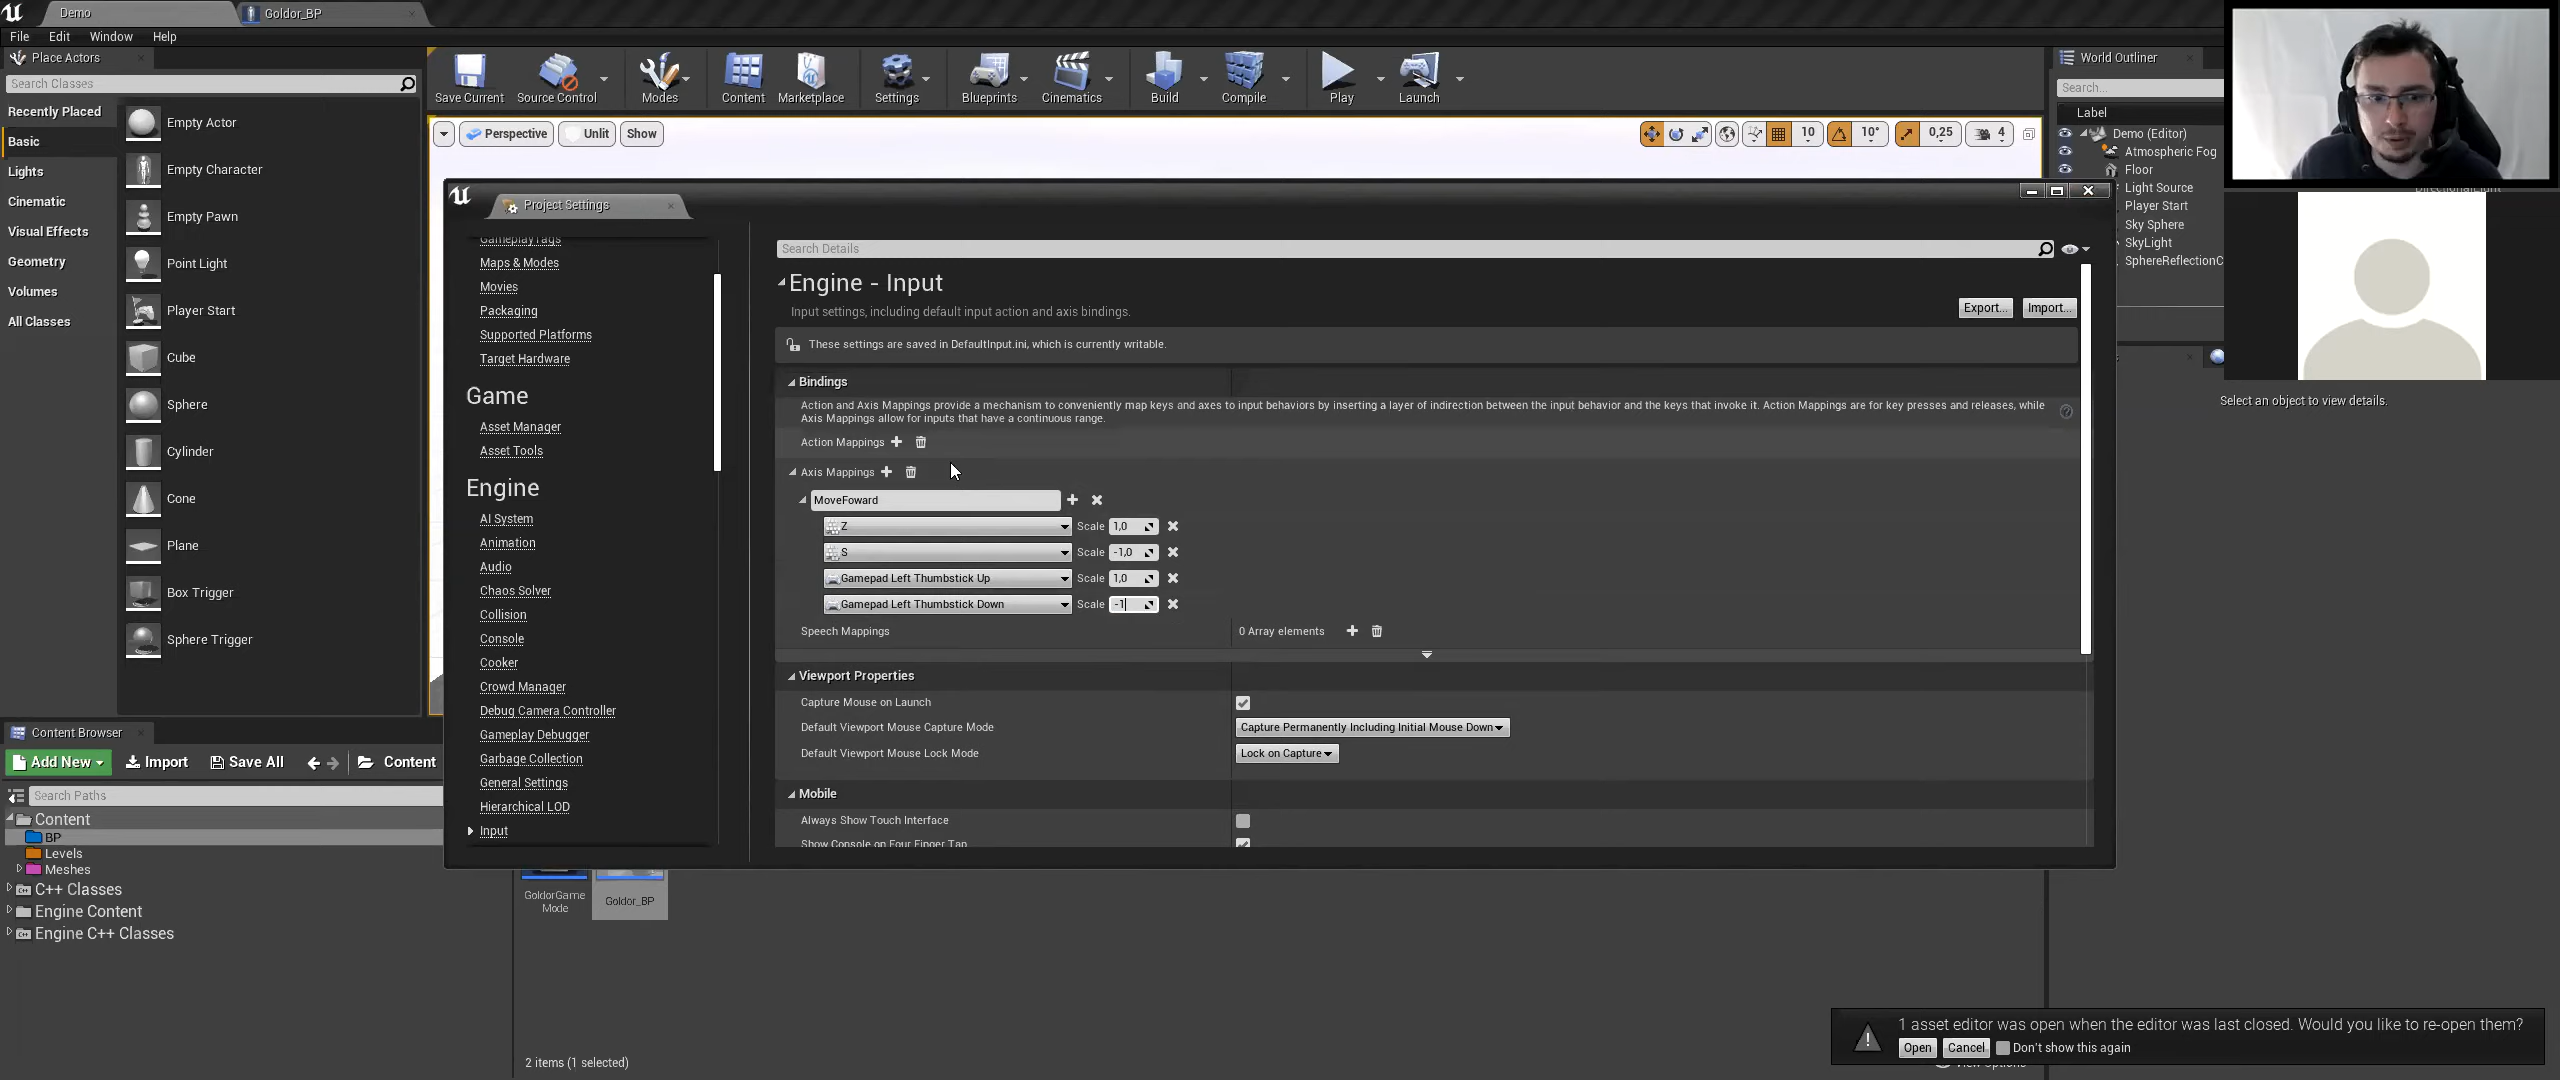 Demo
Goldor_BP
File Edit Window Help
Place Actors
Search Classes
Recently Placed
Basic
Lights
Cinematic
Visual Effects
Geometry
Volumes
All Classes
Empty Actor
Empty Character
Empty Pawn
Point Light
Player Start
Cube
Sphere
Cylinder
Cone
Plane
Box Trigger
Sphere Trigger
Save Current
Source Control
Modes
Content
Marketplace
Settings
Blueprints
Cinematics
Build
Compile
Play
Launch
Perspective
Unlit
Show
10
10°
0,25
4
World Outliner
Search...
Label
Demo (Editor)
Atmospheric Fog
Floor
Light Source
DirectionalLight
Player Start
Sky Sphere
SkyLight
SphereReflectionC
Select an object to view details.
Project Settings
GameplayTags
Maps & Modes
Movies
Packaging
Supported Platforms
Target Hardware
Game
Asset Manager
Asset Tools
Engine
AI System
Animation
Audio
Chaos Solver
Collision
Console
Cooker
Crowd Manager
Debug Camera Controller
Gameplay Debugger
Garbage Collection
General Settings
Hierarchical LOD
Input
Search Details
Engine - Input
Input settings, including default input action and axis bindings.
Export...
Import...
These settings are saved in DefaultInput.ini, which is currently writable.
Bindings
Action and Axis Mappings provide a mechanism to conveniently map keys and axes to input behaviors by inserting a layer of indirection between the input behavior and the keys that invoke it. Action Mappings are for key presses and releases, while
Axis Mappings allow for inputs that have a continuous range.
Action Mappings
Axis Mappings
MoveFoward
Z Scale 1,0
S Scale -1,0
Gamepad Left Thumbstick Up Scale 1,0
Gamepad Left Thumbstick Down Scale -1
Speech Mappings 0 Array elements
Viewport Properties
Capture Mouse on Launch
Default Viewport Mouse Capture Mode Capture Permanently Including Initial Mouse Down
Default Viewport Mouse Lock Mode Lock on Capture
Mobile
Always Show Touch Interface
Show Console on Four Finger Tap
Content Browser
Add New Import Save All Content
Search Paths
Content
BP
Levels
Meshes
C++ Classes
Engine Content
Engine C++ Classes
GoldorGame
Mode
Goldor_BP
2 items (1 selected)
View Options
1 asset editor was open when the editor was last closed. Would you like to re-open them?
Open Cancel Don't show this again